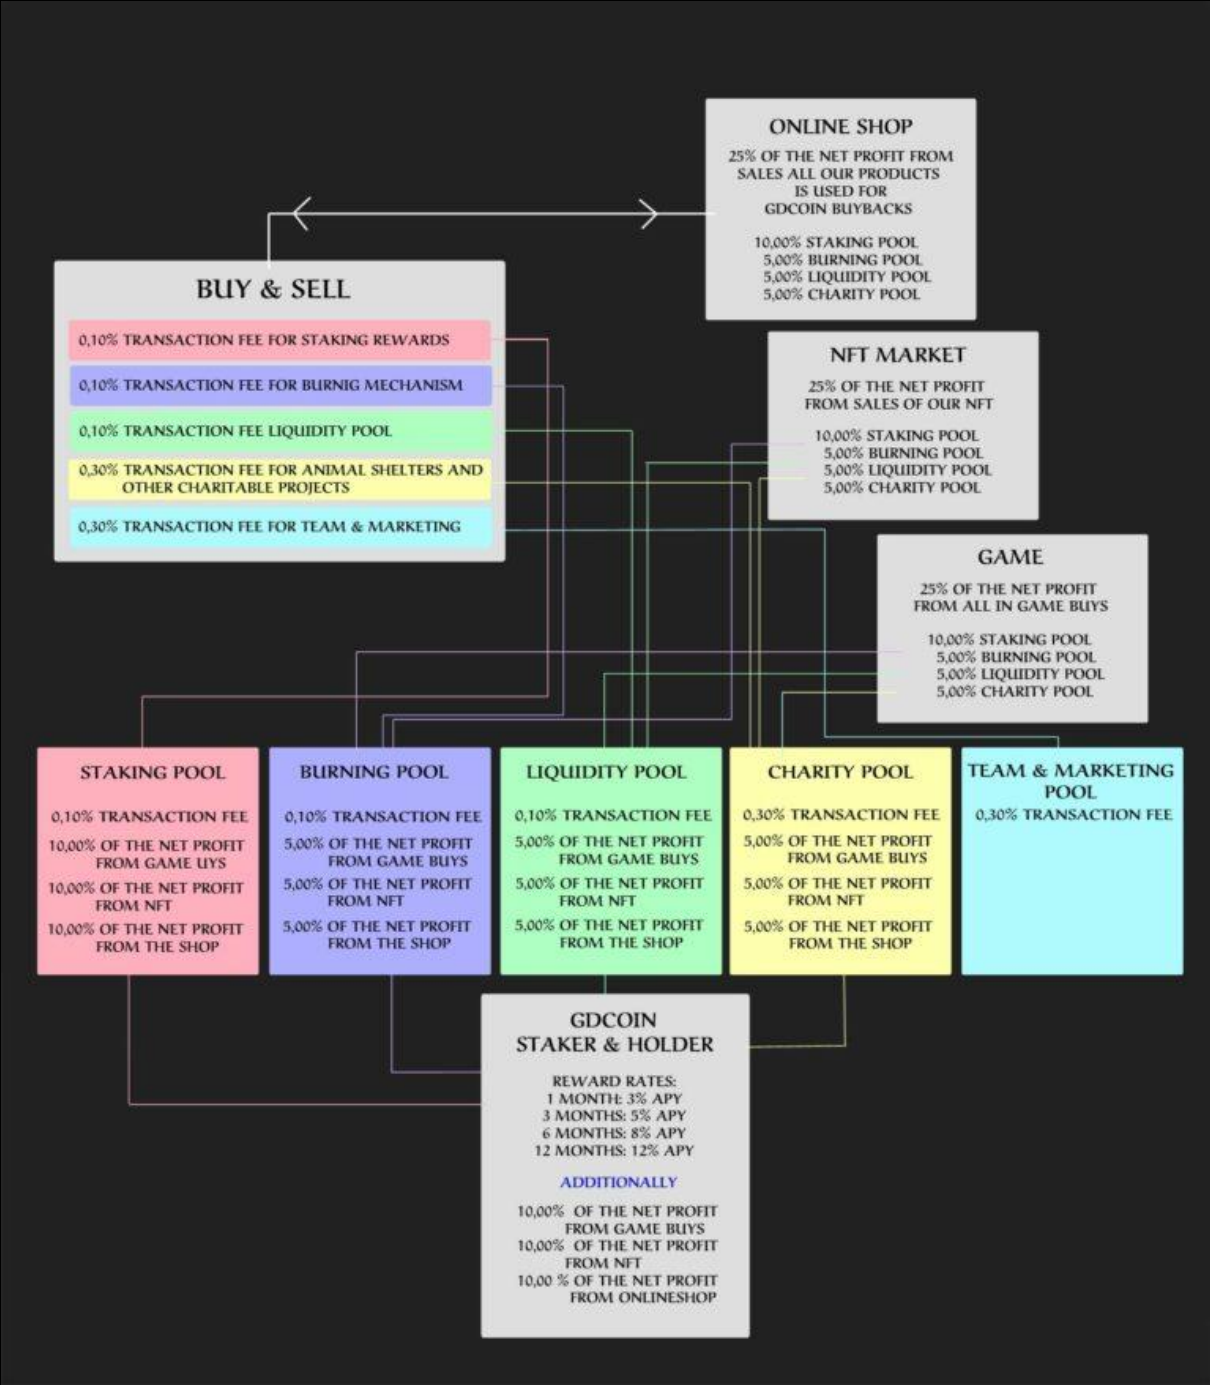 ONLINE SHOP
25% OF THE NET PROFIT FROM
SALES ALL OUR PRODUCTS
IS USED FOR
GDCOIN BUYBACKS
10,00% STAKING POOL
5,00% BURNING POOL
5,00% LIQUIDITY POOL
5,00% CHARITY POOL
BUY & SELL
0,10% TRANSACTION FEE FOR STAKING REWARDS
0,10% TRANSACTION FEE FOR BURNIG MECHANISM
0,10% TRANSACTION FEE LIQUIDITY POOL
0,30% TRANSACTION FEE FOR ANIMAL SHELTERS AND
OTHER CHARITABLE PROJECTS
0,30% TRANSACTION FEE FOR TEAM & MARKETING
NFT MARKET
25% OF THE NET PROFIT
FROM SALES OF OUR NFT
10,00% STAKING POOL
5,00% BURNING POOL
5,00% LIQUIDITY POOL
5,00% CHARITY POOL
GAME
25% OF THE NET PROFIT
FROM ALL IN GAME BUYS
10,00% STAKING POOL
5,00% BURNING POOL
5,00% LIQUIDITY POOL
5,00% CHARITY POOL
STAKING POOL
0,10% TRANSACTION FEE
10,00% OF THE NET PROFIT
FROM GAME UYS
10,00% OF THE NET PROFIT
FROM NFT
10,00% OF THE NET PROFIT
FROM THE SHOP
BURNING POOL
0,10% TRANSACTION FEE
5,00% OF THE NET PROFIT
FROM GAME BUYS
5,00% OF THE NET PROFIT
FROM NFT
5,00% OF THE NET PROFIT
FROM THE SHOP
LIQUIDITY POOL
0,10% TRANSACTION FEE
5,00% OF THE NET PROFIT
FROM GAME BUYS
5,00% OF THE NET PROFIT
FROM NFT
5,00% OF THE NET PROFIT
FROM THE SHOP
CHARITY POOL
0,30% TRANSACTION FEE
5,00% OF THE NET PROFIT
FROM GAME BUYS
5,00% OF THE NET PROFIT
FROM NFT
5,00% OF THE NET PROFIT
FROM THE SHOP
TEAM & MARKETING
POOL
0,30% TRANSACTION FEE
GDCOIN
STAKER & HOLDER
REWARD RATES:
1 MONTH: 3% APY
3 MONTHS: 5% APY
6 MONTHS: 8% APY
12 MONTHS: 12% APY
ADDITIONALLY
10,00% OF THE NET PROFIT
FROM GAME BUYS
10,00% OF THE NET PROFIT
FROM NFT
10,00 % OF THE NET PROFIT
FROM ONLINESHOP